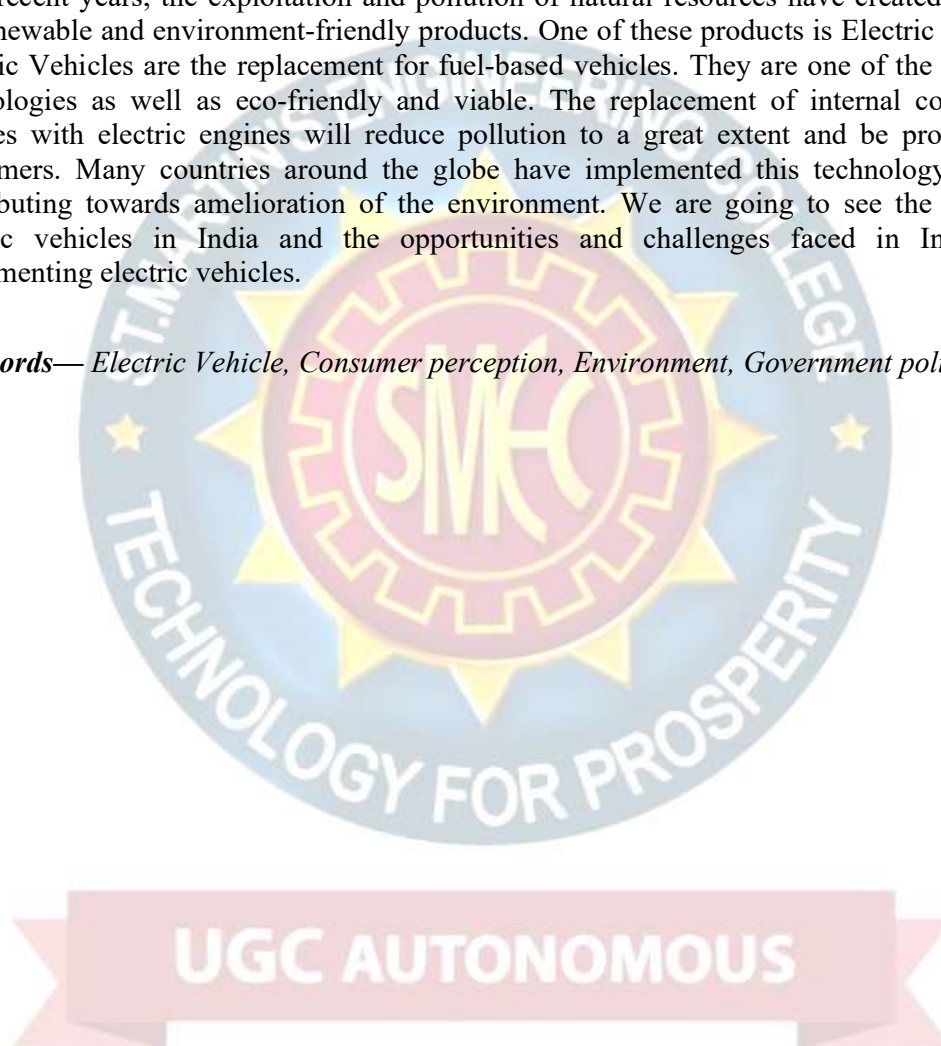 recent years, the exploitation and pollution of natural resources have created
newable and environment-friendly products. One of these products is Electric
ic Vehicles are the replacement for fuel-based vehicles. They are one of the
ologies as well as eco-friendly and viable. The replacement of internal co
es with electric engines will reduce pollution to a great extent and be pro
mers. Many countries around the globe have implemented this technology
buting towards amelioration of the environment. We are going to see the
ic vehicles in India and the opportunities and challenges faced in In
menting electric vehicles.
ords— Electric Vehicle, Consumer perception, Environment, Government poli
ST.MARTIN'S ENGINEERING COLLEGE
SMEC
TECHNOLOGY FOR PROSPERITY
UGC AUTONOMOUS